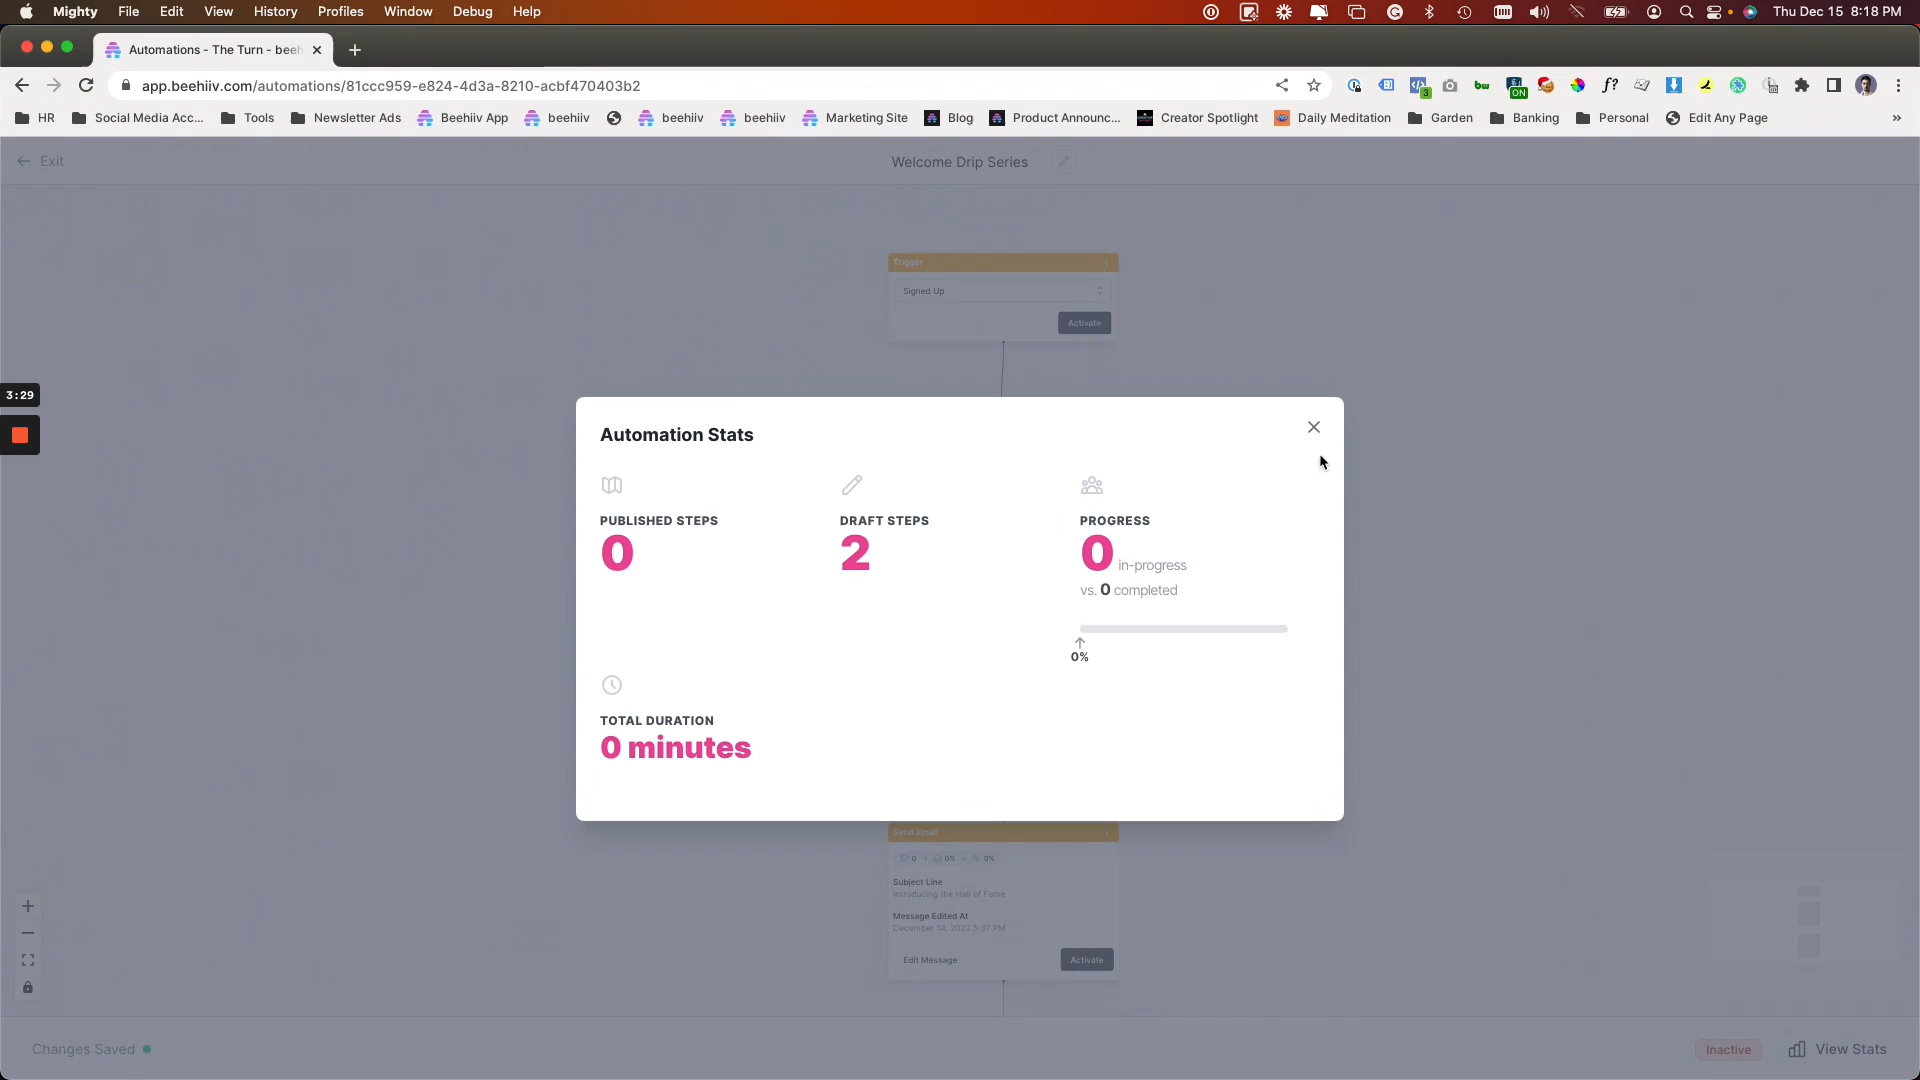 Mighty File Edit View History Profiles Window Debug Help Thu Dec 15 8:18 PM
Automations - The Turn - beeh
app.beehiiv.com/automations/81ccc959-e824-4d3a-8210-acbf470403b2
HR Social Media Acc... Tools Newsletter Ads Beehiiv App beehiiv beehiiv beehiiv Marketing Site Blog Product Announc... Creator Spotlight Daily Meditation Garden Banking Personal Edit Any Page »
Exit
Welcome Drip Series
Trigger
Signed Up
Activate
3:29
Automation Stats
PUBLISHED STEPS
0
DRAFT STEPS
2
PROGRESS
0 in-progress
vs. 0 completed
0%
TOTAL DURATION
0 minutes
Send Email
0 0% 0%
Subject Line
Introducing the Hall of Fame
Message Edited At
December 14, 2022 5:37 PM
Edit Message Activate
Changes Saved
Inactive View Stats